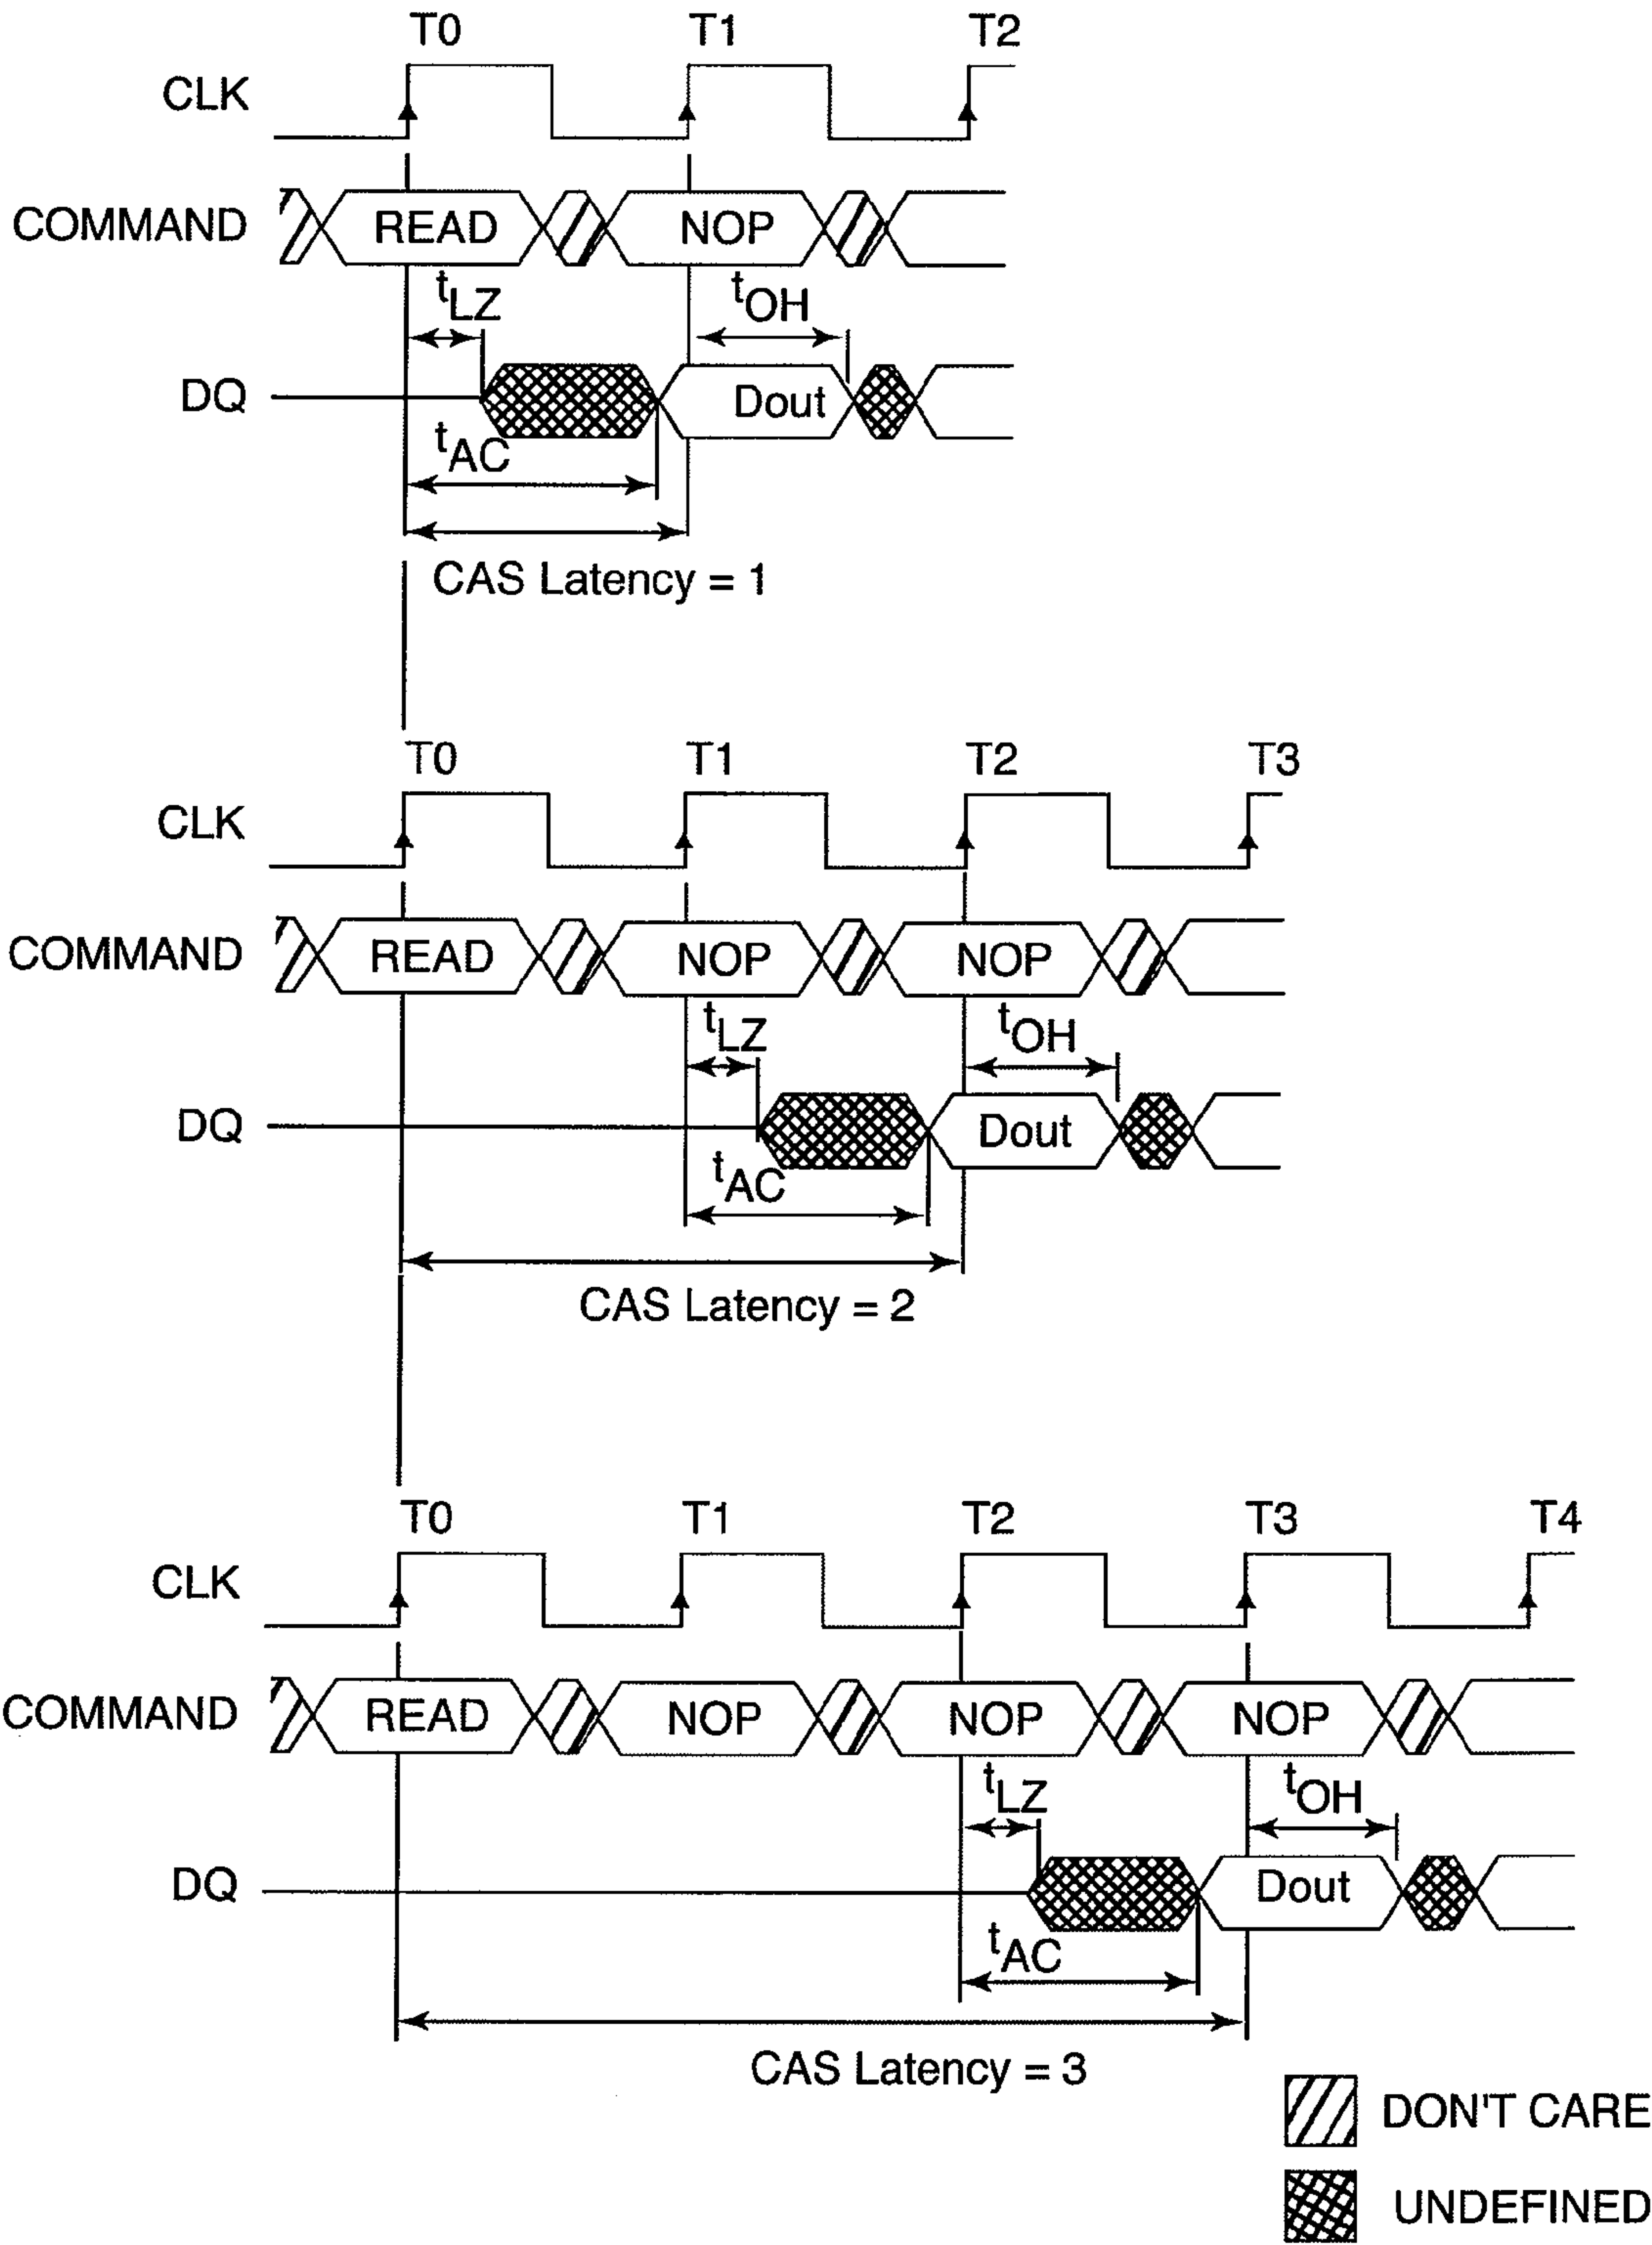 T0 T1 T2
CLK
COMMAND READ NOP
tLZ tOH
DQ Dout
tAC
CAS Latency = 1
T0 T1 T2 T3
CLK
COMMAND READ NOP NOP
tLZ tOH
DQ Dout
tAC
CAS Latency = 2
T0 T1 T2 T3 T4
CLK
COMMAND READ NOP NOP NOP
tLZ tOH
DQ Dout
tAC
CAS Latency = 3
DON'T CARE
UNDEFINED